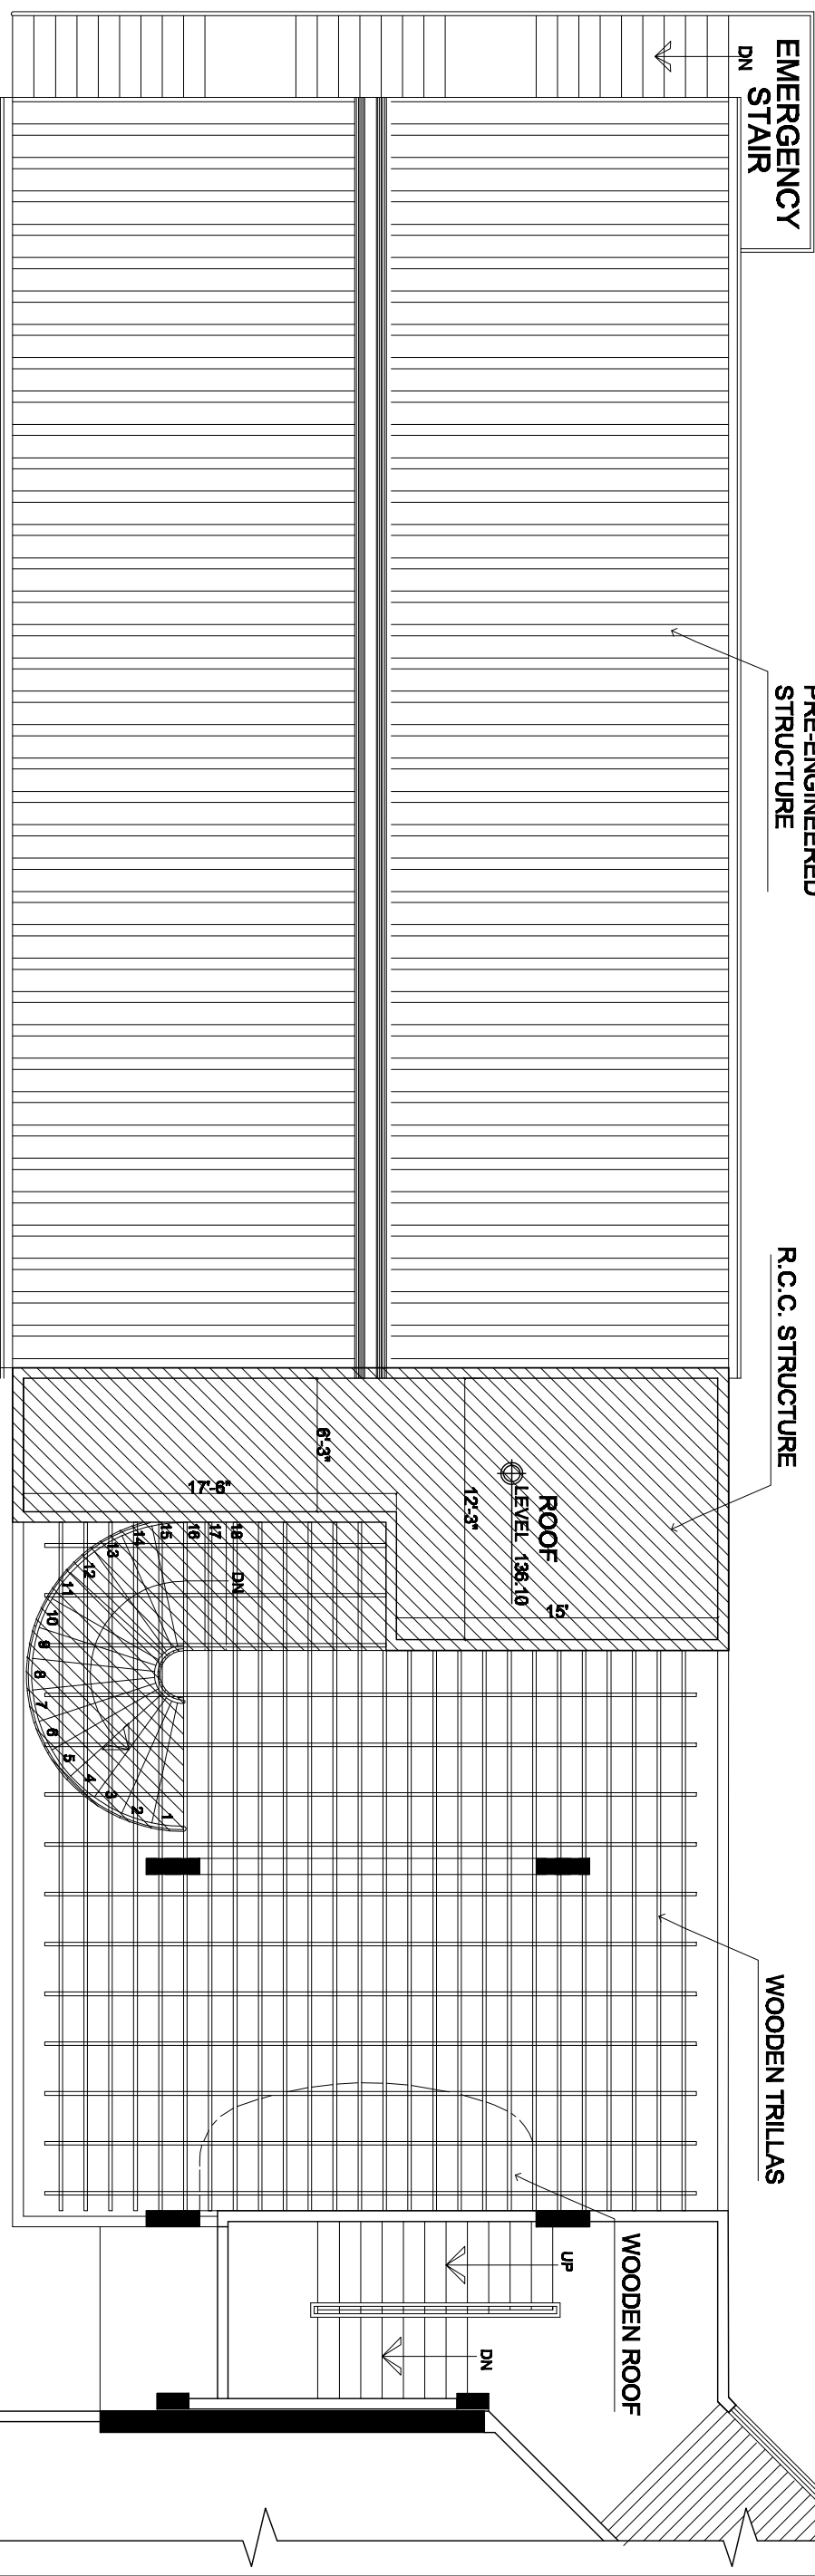 EMERGENCY
STAIR
DN
PRE-ENGINEERED
STRUCTURE
R.C.C. STRUCTURE
ROOF
LEVEL 136.10
12'-3"
15'
6'-3"
17'-6"
18
17
16
15
14
13
12
11
10
9
8
7
6
5
4
3
2
1
DN
WOODEN TRILLAS
WOODEN ROOF
UP
DN